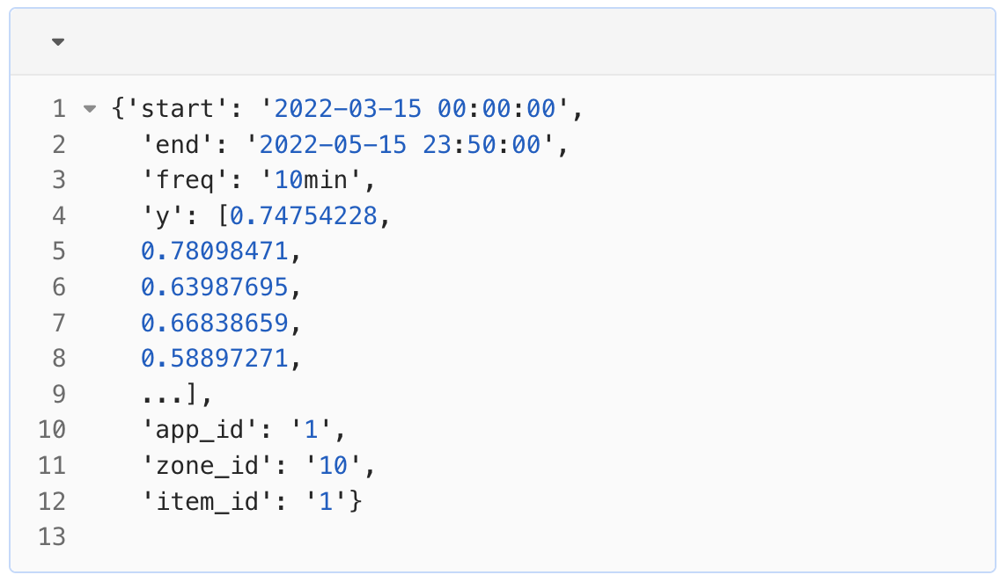 1 {'start': '2022-03-15 00:00:00',
2 'end': '2022-05-15 23:50:00',
3 'freq': '10min',
4 'y': [0.74754228,
5 0.78098471,
6 0.63987695,
7 0.66838659,
8 0.58897271,
9 ...],
10 'app_id': '1',
11 'zone_id': '10',
12 'item_id': '1'}
13